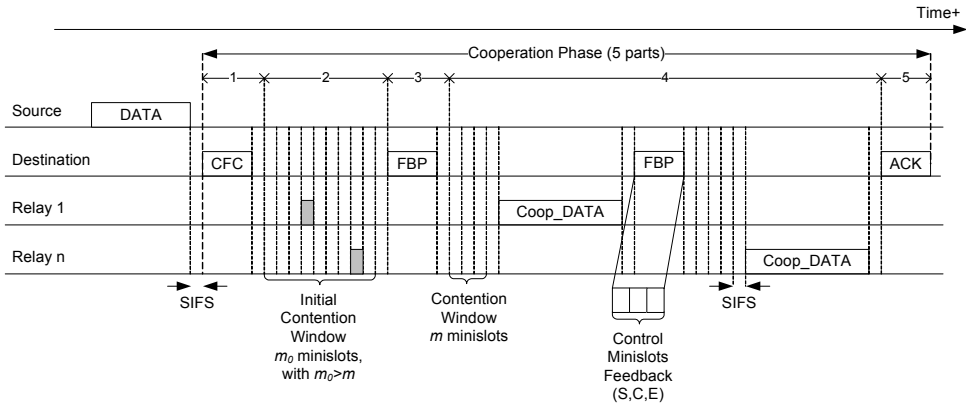 Time+
Cooperation Phase (5 parts)
1 2 3 4 5
Source DATA
Destination CFC FBP FBP ACK
Relay 1 Coop_DATA
Relay n Coop_DATA
SIFS
Initial
Contention
Window
m0 minislots,
with m0>m
Contention
Window
m minislots
SIFS
Control
Minislots
Feedback
(S,C,E)